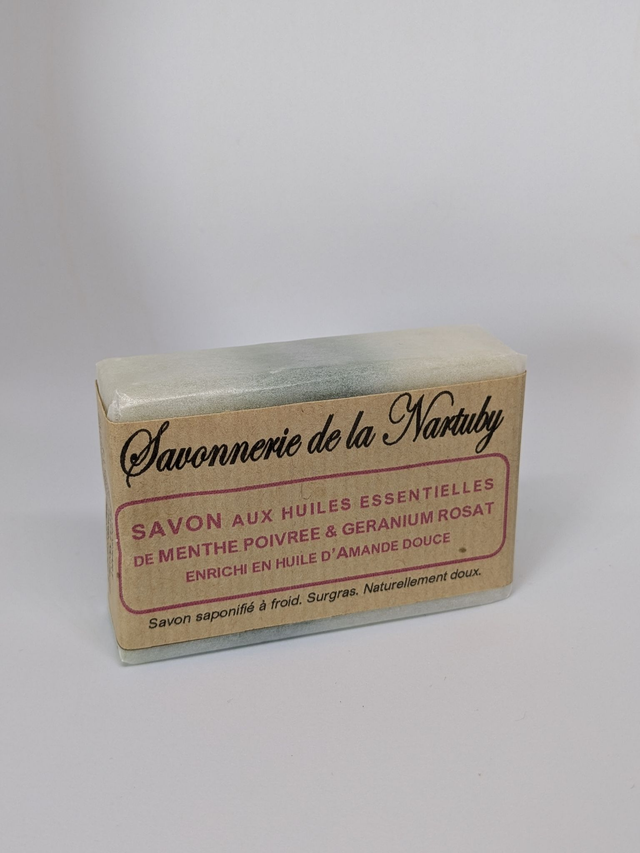 Savonnerie de la Nartuby
SAVON AUX HUILES ESSENTIELLES
DE MENTHE POIVREE & GERANIUM ROSAT
ENRICHI EN HUILE D'AMANDE DOUCE
Savon saponifié à froid. Surgras. Naturellement doux.